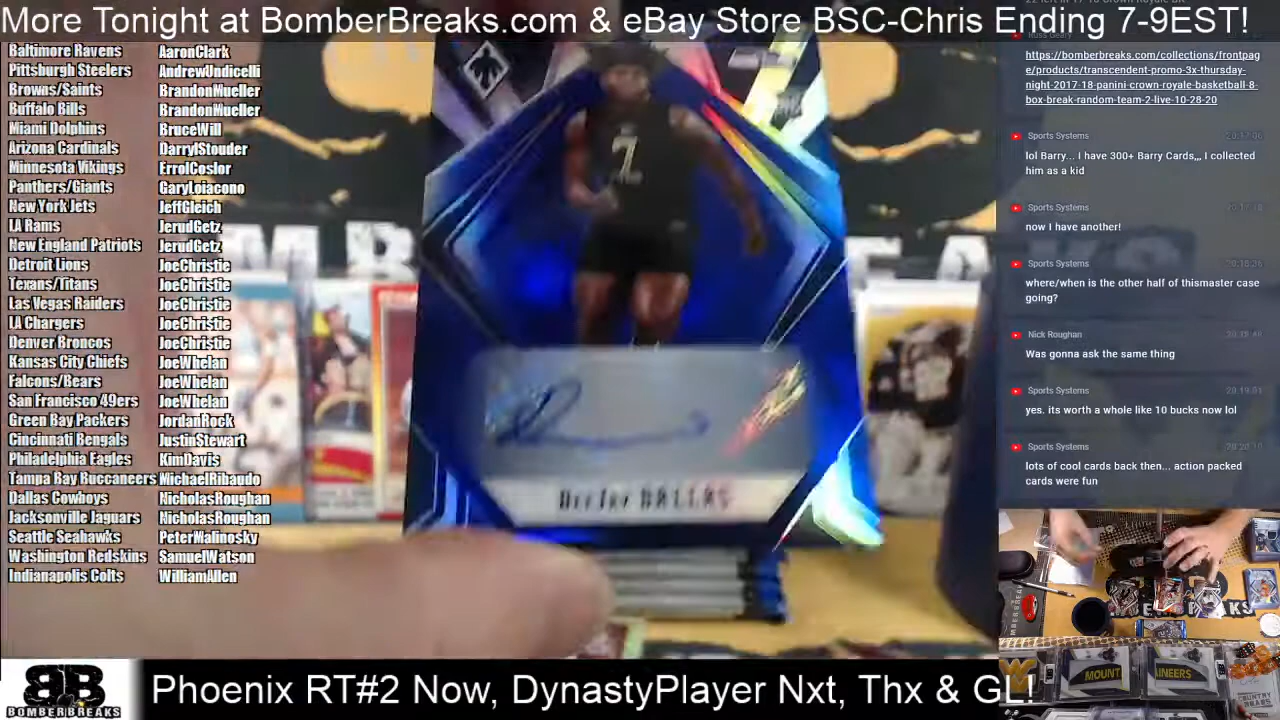 More Tonight at BomberBreaks.com & eBay Store BSC-Chris Ending 7-9EST!
Baltimore Ravens AaronClark
Pittsburgh Steelers AndrewUndicelli
Browns/Saints BrandonMueller
Buffalo Bills BrandonMueller
Miami Dolphins BruceWill
Arizona Cardinals DarrylStouder
Minnesota Vikings ErrolCoslor
Panthers/Giants GaryLoiacono
New York Jets JeffGleich
LA Rams JerudGetz
New England Patriots JerudGetz
Detroit Lions JoeChristie
Texans/Titans JoeChristie
Las Vegas Raiders JoeChristie
LA Chargers JoeChristie
Denver Broncos JoeChristie
Kansas City Chiefs JoeWhelan
Falcons/Bears JoeWhelan
San Francisco 49ers JoeWhelan
Green Bay Packers JordanRock
Cincinnati Bengals JustinStewart
Philadelphia Eagles KimDavis
Tampa Bay Buccaneers MichaelRibaudo
Dallas Cowboys NicholasRoughan
Jacksonville Jaguars NicholasRoughan
Seattle Seahawks PeterMalinosky
Washington Redskins SamuelWatson
Indianapolis Colts WilliamAllen
DeeJay DALLAS
https://bomberbreaks.com/collections/frontpag
e/products/transcendent-promo-3x-thursday-
night-2017-18-panini-crown-royale-basketball-8-
box-break-random-team-2-live-10-28-20
Sports Systems
lol Barry... I have 300+ Barry Cards,,, I collected
him as a kid
Sports Systems
now I have another!
Sports Systems
where/when is the other half of thismaster case
going?
Nick Roughan
Was gonna ask the same thing
Sports Systems
yes. its worth a whole like 10 bucks now lol
Sports Systems
lots of cool cards back then... action packed
cards were fun
MOUNT AINEERS
BOMBERBREAKS
Phoenix RT#2 Now, DynastyPlayer Nxt, Thx & GL!